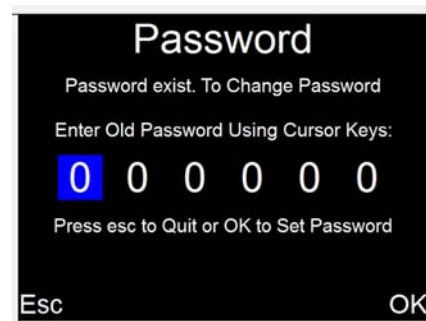 Password
Password exist. To Change Password
Enter Old Password Using Cursor Keys:
0 0 0 0 0 0
Press esc to Quit or OK to Set Password
Esc OK